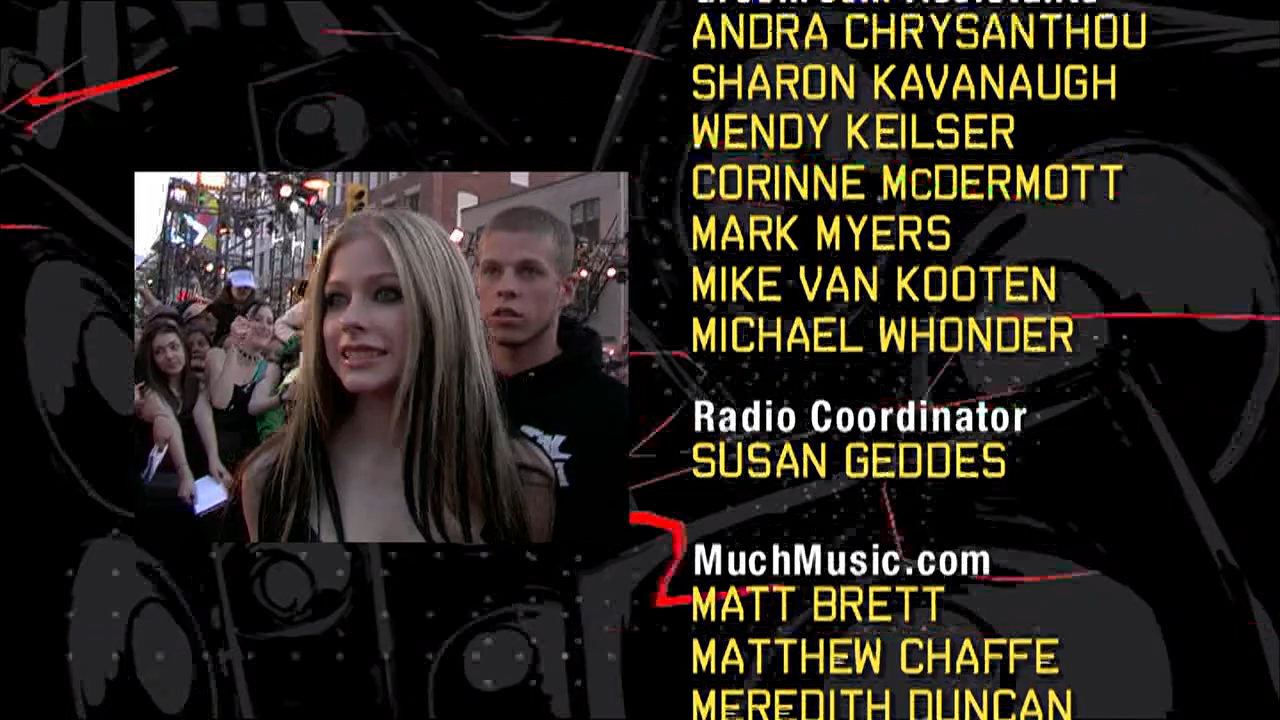 ANDRA CHRYSANTHOU
SHARON KAVANAUGH
WENDY KEILSER
CORINNE McDERMOTT
MARK MYERS
MIKE VAN KOOTEN
MICHAEL WHONDER
Radio Coordinator
SUSAN GEDDES
MuchMusic.com
MATT BRETT
MATTHEW CHAFFE
MEREDITH DUNCAN